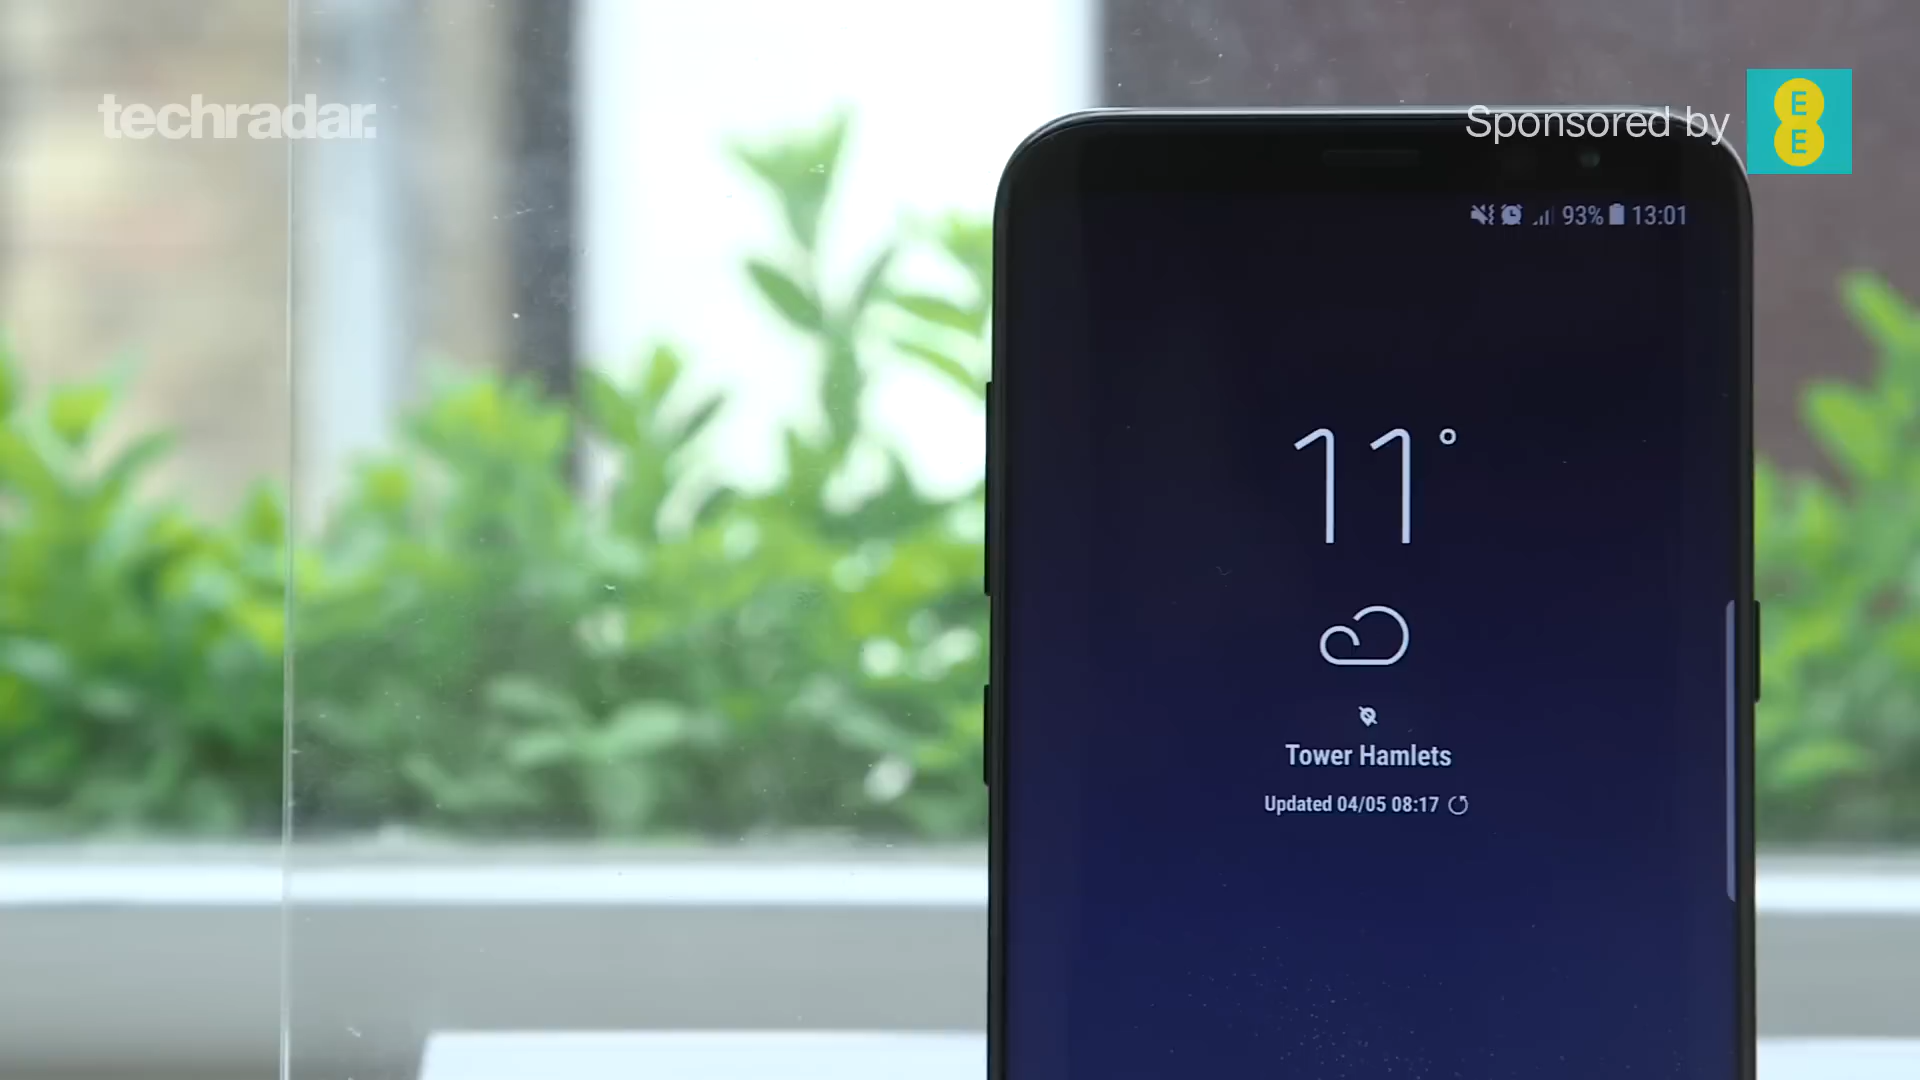 techradar.
Sponsored by
E
E
93% 13:01
11°
Tower Hamlets
Updated 04/05 08:17